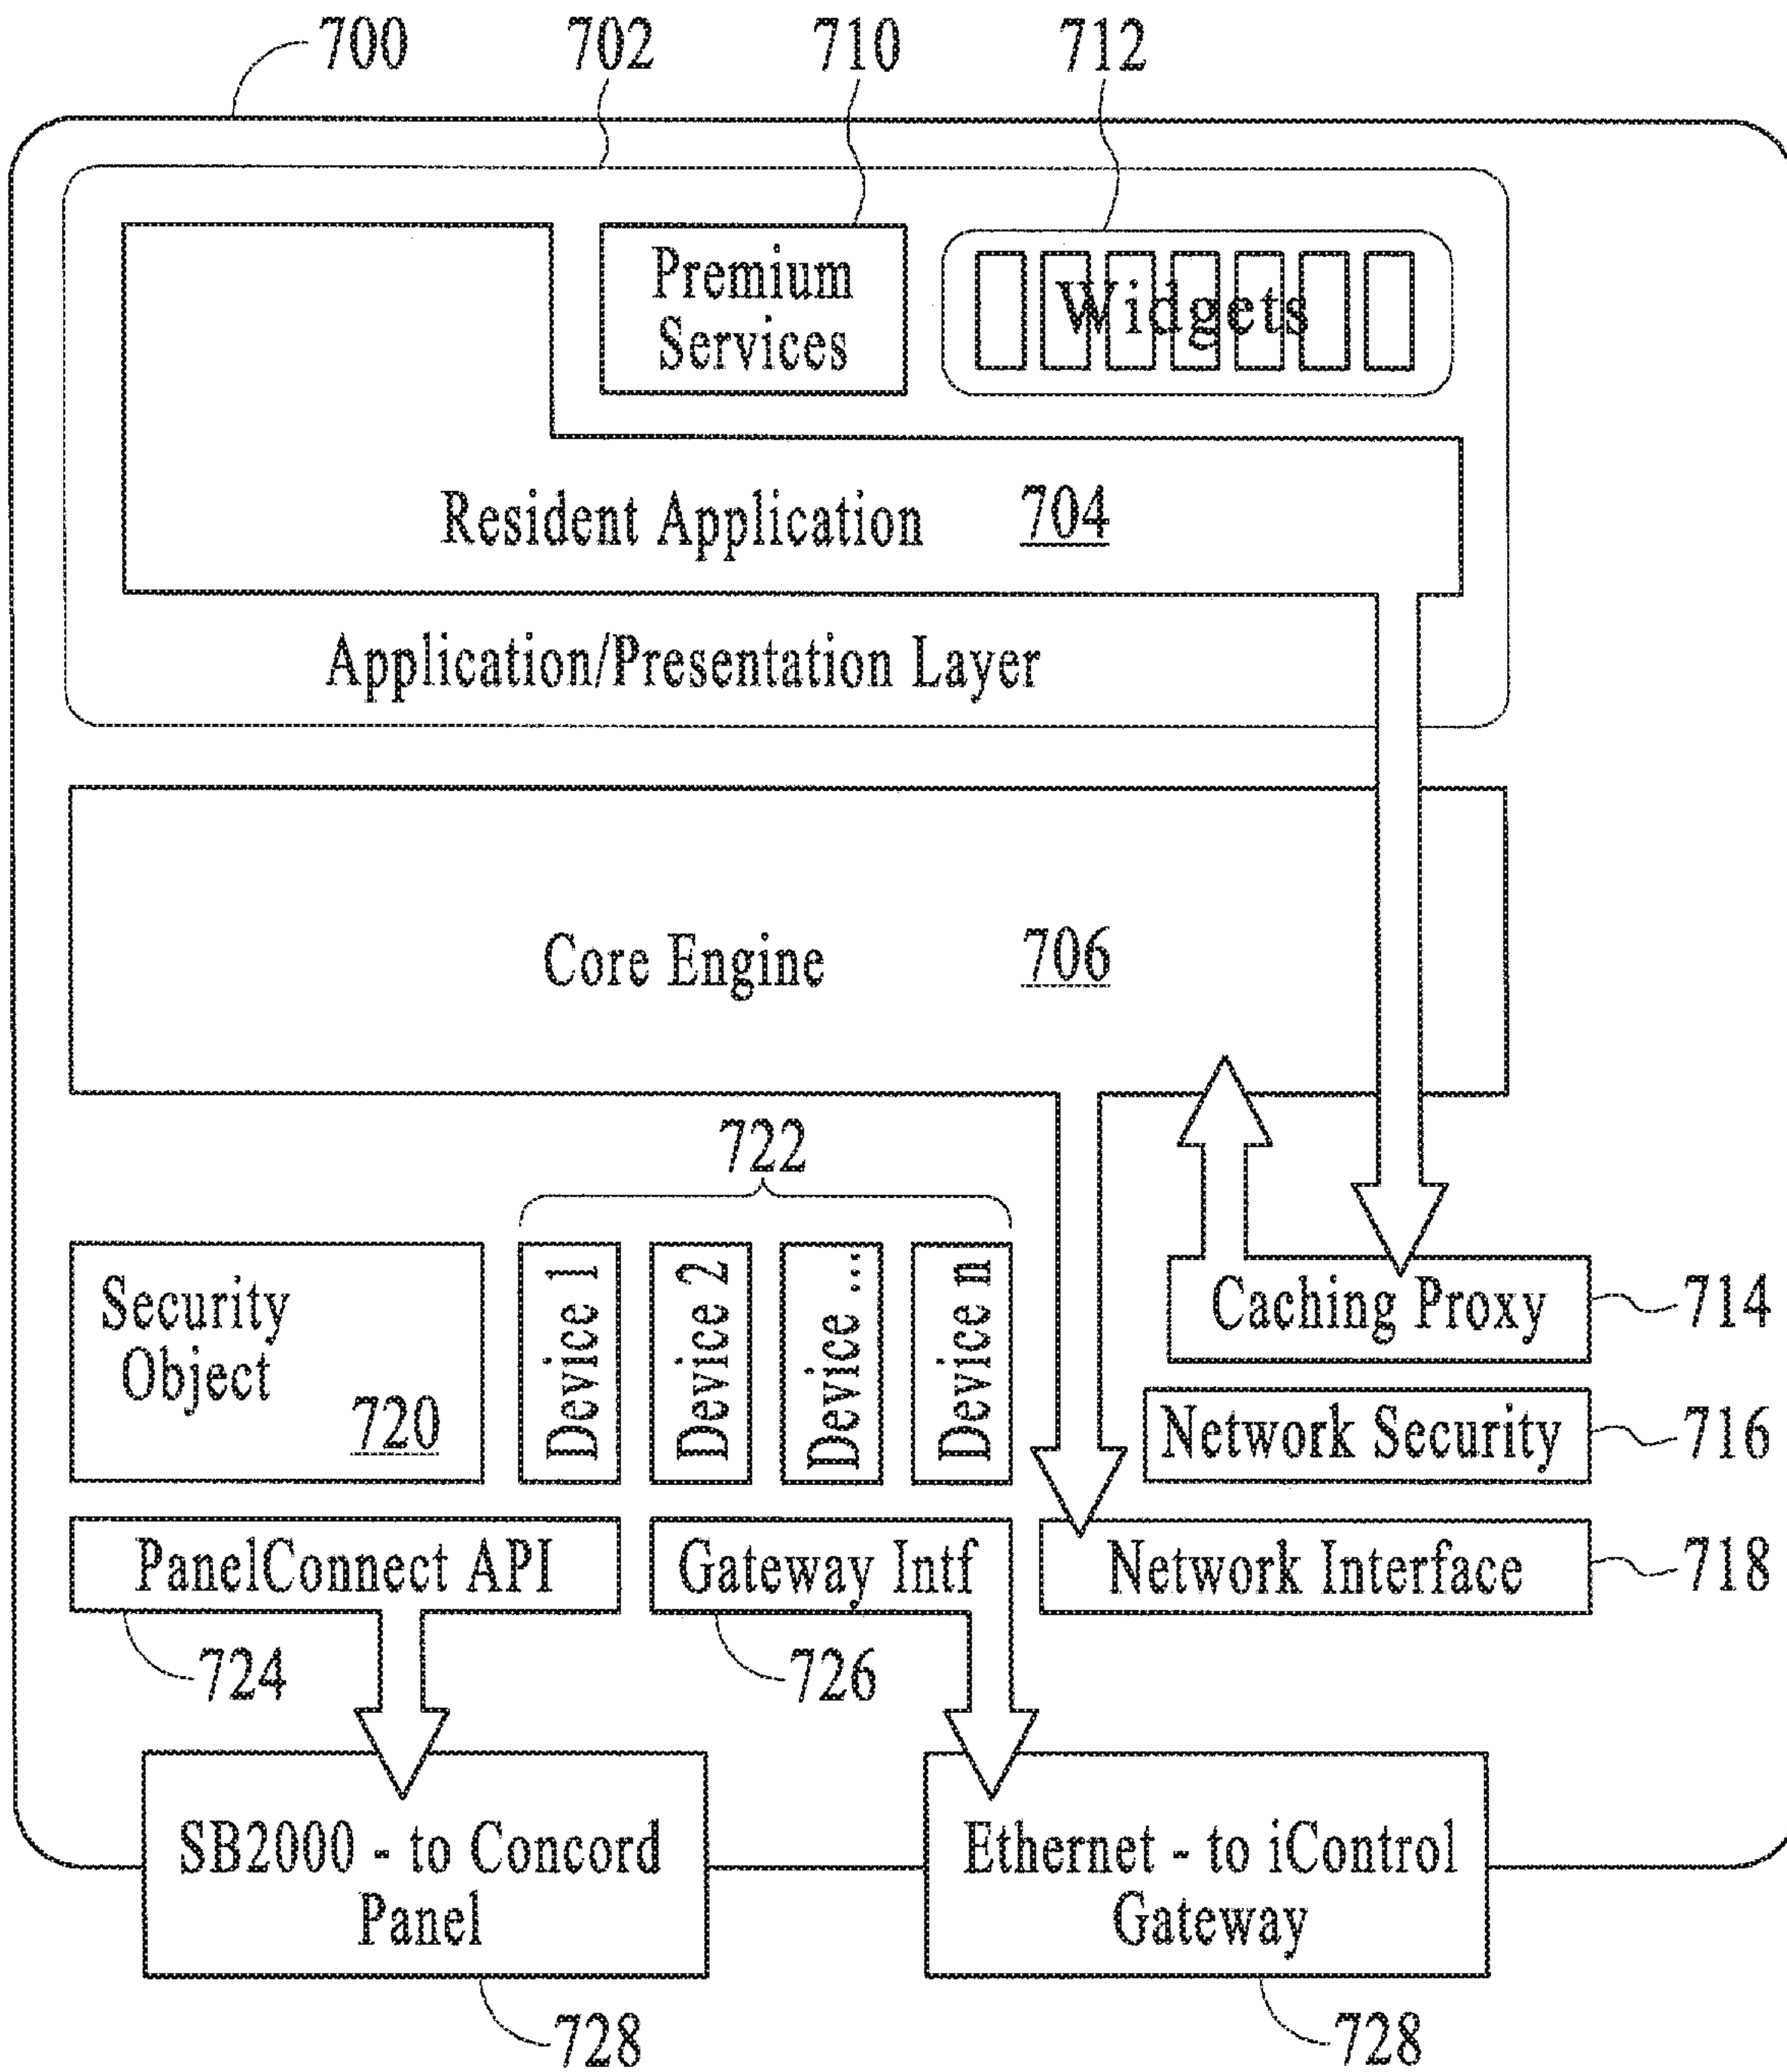 700
702
710
712
Premium
Services
Widgets
Resident Application
704
Application/Presentation Layer
Core Engine
706
722
Security
Object
720
Device 1
Device 2
Device ...
Device n
Caching Proxy
714
Network Security
716
PanelConnect API
Gateway Intf
Network Interface
718
724
726
SB2000 - to Concord
Panel
Ethernet - to iControl
Gateway
728
728